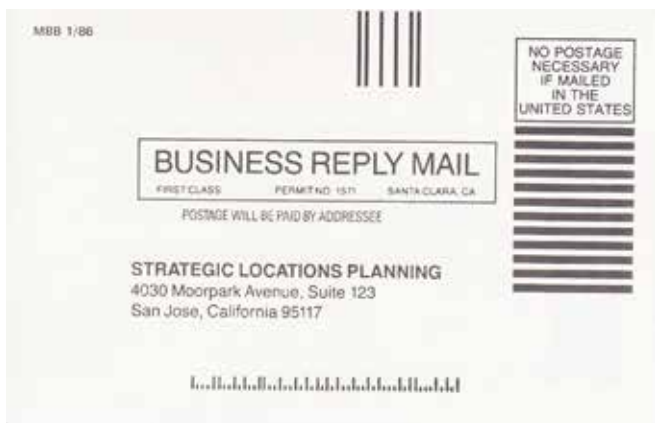 MBB 1/86
NO POSTAGE
NECESSARY
IF MAILED
IN THE
UNITED STATES
BUSINESS REPLY MAIL
FIRST CLASS PERMIT NO. 1571 SANTA CLARA, CA
POSTAGE WILL BE PAID BY ADDRESSEE
STRATEGIC LOCATIONS PLANNING
4030 Moorpark Avenue, Suite 123
San Jose, California 95117